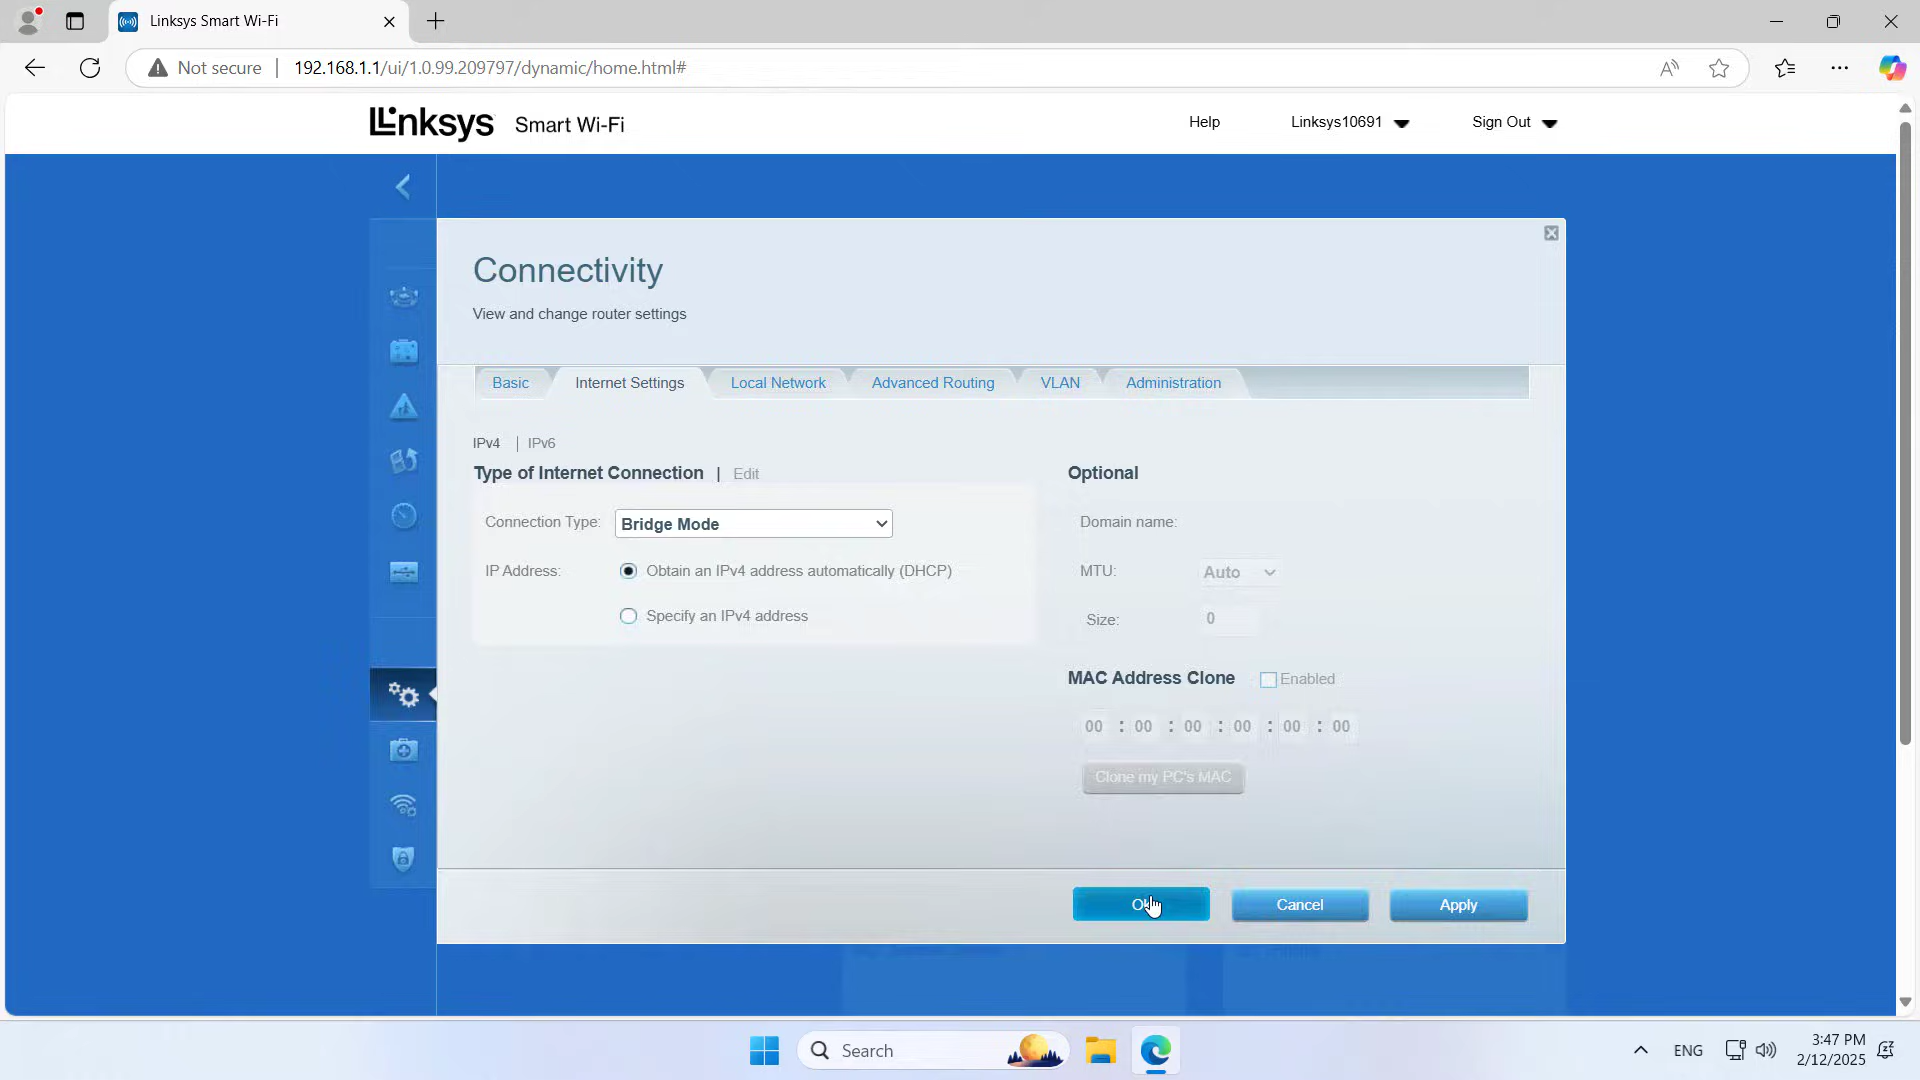 Linksys Smart Wi-Fi
Not secure
192.168.1.1/ui/1.0.99.209797/dynamic/home.html#
Linksys Smart Wi-Fi
Help
Linksys10691
Sign Out
Connectivity
View and change router settings
Basic
Internet Settings
Local Network
Advanced Routing
VLAN
Administration
IPv4 | IPv6
Type of Internet Connection | Edit
Connection Type: Bridge Mode
IP Address: Obtain an IPv4 address automatically (DHCP)
Specify an IPv4 address
Optional
Domain name:
MTU: Auto
Size: 0
MAC Address Clone Enabled
00 : 00 : 00 : 00 : 00 : 00
Clone my PC's MAC
Cancel
Apply
Search
ENG
3:47 PM
2/12/2025